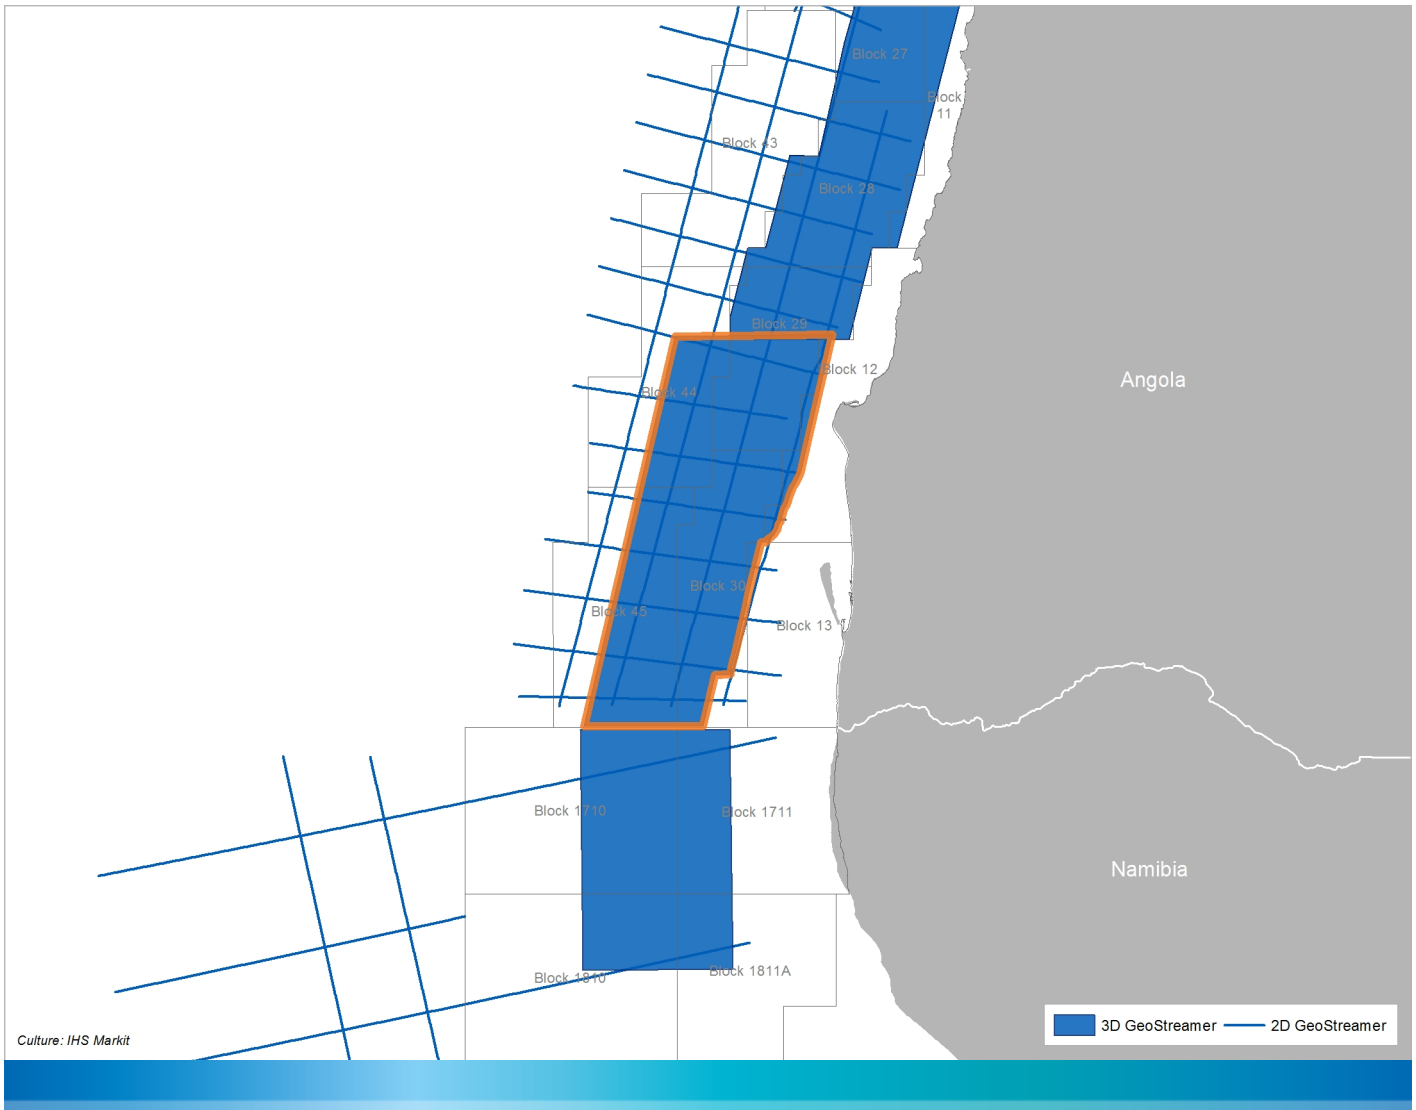 Block 27
Block
11
Block 43
Block 28
Block 29
Block 12
Angola
Block 44
Block 30
Block 45
Block 13
Block 1710
Block 1711
Namibia
Block 1810
Block 1811A
3D GeoStreamer
2D GeoStreamer
Culture: IHS Markit